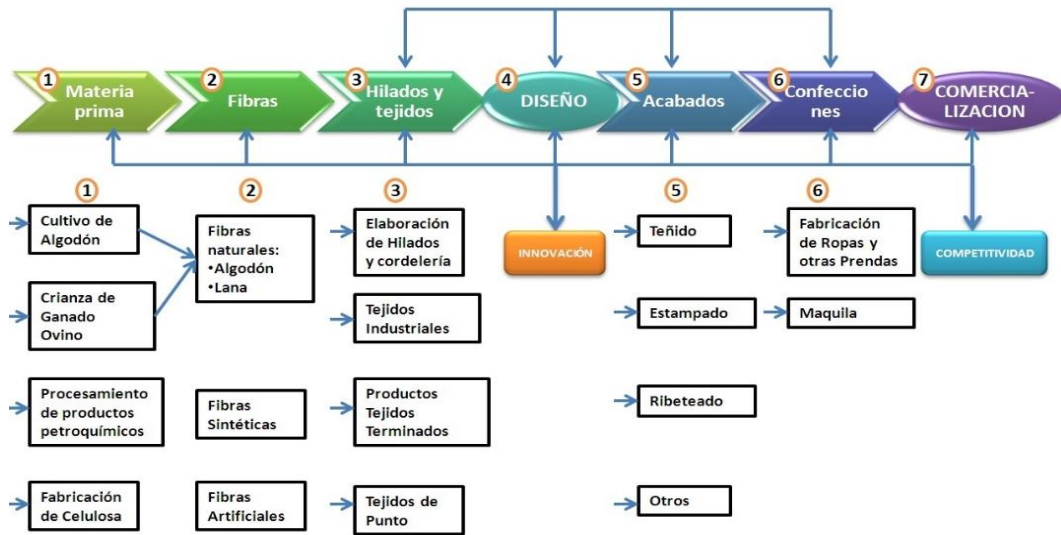 1
Materia
prima
2
Fibras
3
Hilados y
tejidos
4
DISEÑO
5
Acabados
6
Confeccio
nes
7
COMERCIA-
LIZACION
1
Cultivo de
Algodón
Crianza de
Ganado
Ovino
Procesamiento
de productos
petroquímicos
Fabricación
de Celulosa
2
Fibras
naturales:
•Algodón
•Lana
Fibras
Sintéticas
Fibras
Artificiales
3
Elaboración
de Hilados
y cordelería
Tejidos
Industriales
Productos
Tejidos
Terminados
Tejidos de
Punto
INNOVACIÓN
5
Teñido
Estampado
Ribeteado
Otros
6
Fabricación
de Ropas y
otras Prendas
Maquila
COMPETITIVIDAD